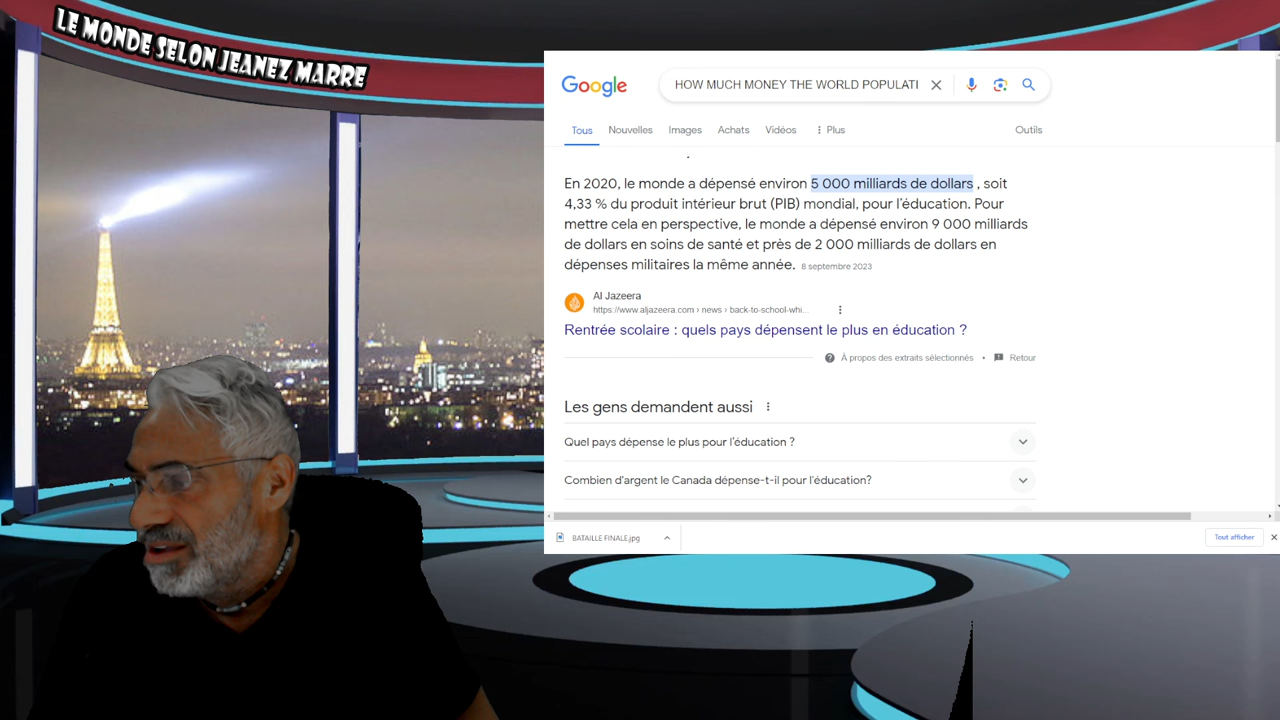 LE MONDE SELON JEANEZ MARRE
Google
HOW MUCH MONEY THE WORLD POPULATI
Tous Nouvelles Images Achats Vidéos Plus Outils
En 2020, le monde a dépensé environ 5 000 milliards de dollars , soit
4,33 % du produit intérieur brut (PIB) mondial, pour l'éducation. Pour
mettre cela en perspective, le monde a dépensé environ 9 000 milliards
de dollars en soins de santé et près de 2 000 milliards de dollars en
dépenses militaires la même année. 8 septembre 2023
Al Jazeera
https://www.aljazeera.com › news › back-to-school-whi...
Rentrée scolaire : quels pays dépensent le plus en éducation ?
À propos des extraits sélectionnés • Retour
Les gens demandent aussi
Quel pays dépense le plus pour l'éducation ?
Combien d'argent le Canada dépense-t-il pour l'éducation?
BATAILLE FINALE.jpg
Tout afficher